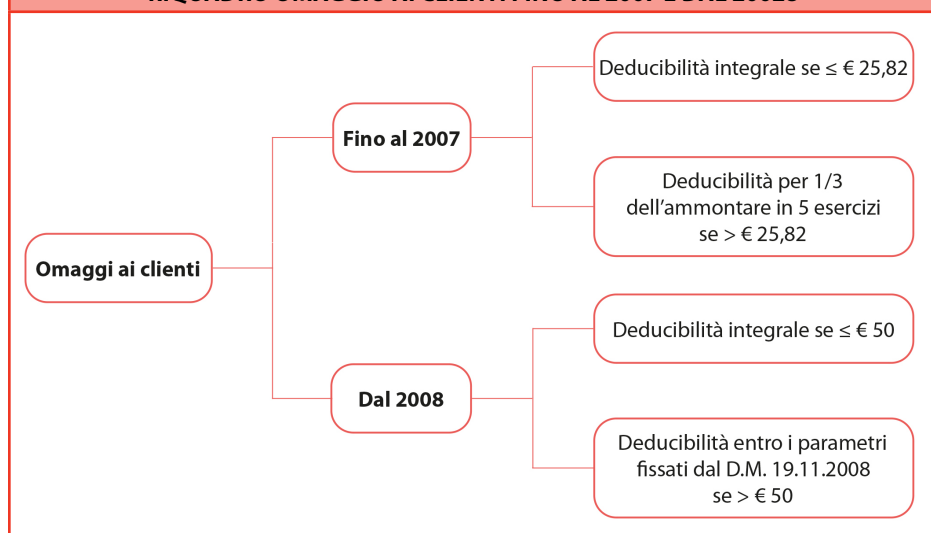 Deducibilità integrale se ≤ € 25,82
Fino al 2007
Deducibilità per 1/3
dell’ammontare in 5 esercizi
se > € 25,82
Omaggi ai clienti
Deducibilità integrale se ≤ € 50
Dal 2008
Deducibilità entro i parametri
fissati dal D.M. 19.11.2008
se > € 50